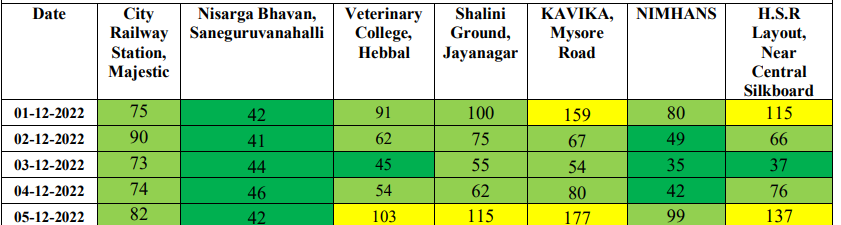 Date City Railway Station, Majestic Nisarga Bhavan, Saneguruvanahalli Veterinary College, Hebbal Shalini Ground, Jayanagar KAVIKA, Mysore Road NIMHANS H.S.R Layout, Near Central Silkboard
01-12-2022 75 42 91 100 159 80 115
02-12-2022 90 41 62 75 67 49 66
03-12-2022 73 44 45 55 54 35 37
04-12-2022 74 46 54 62 80 42 76
05-12-2022 82 42 103 115 177 99 137